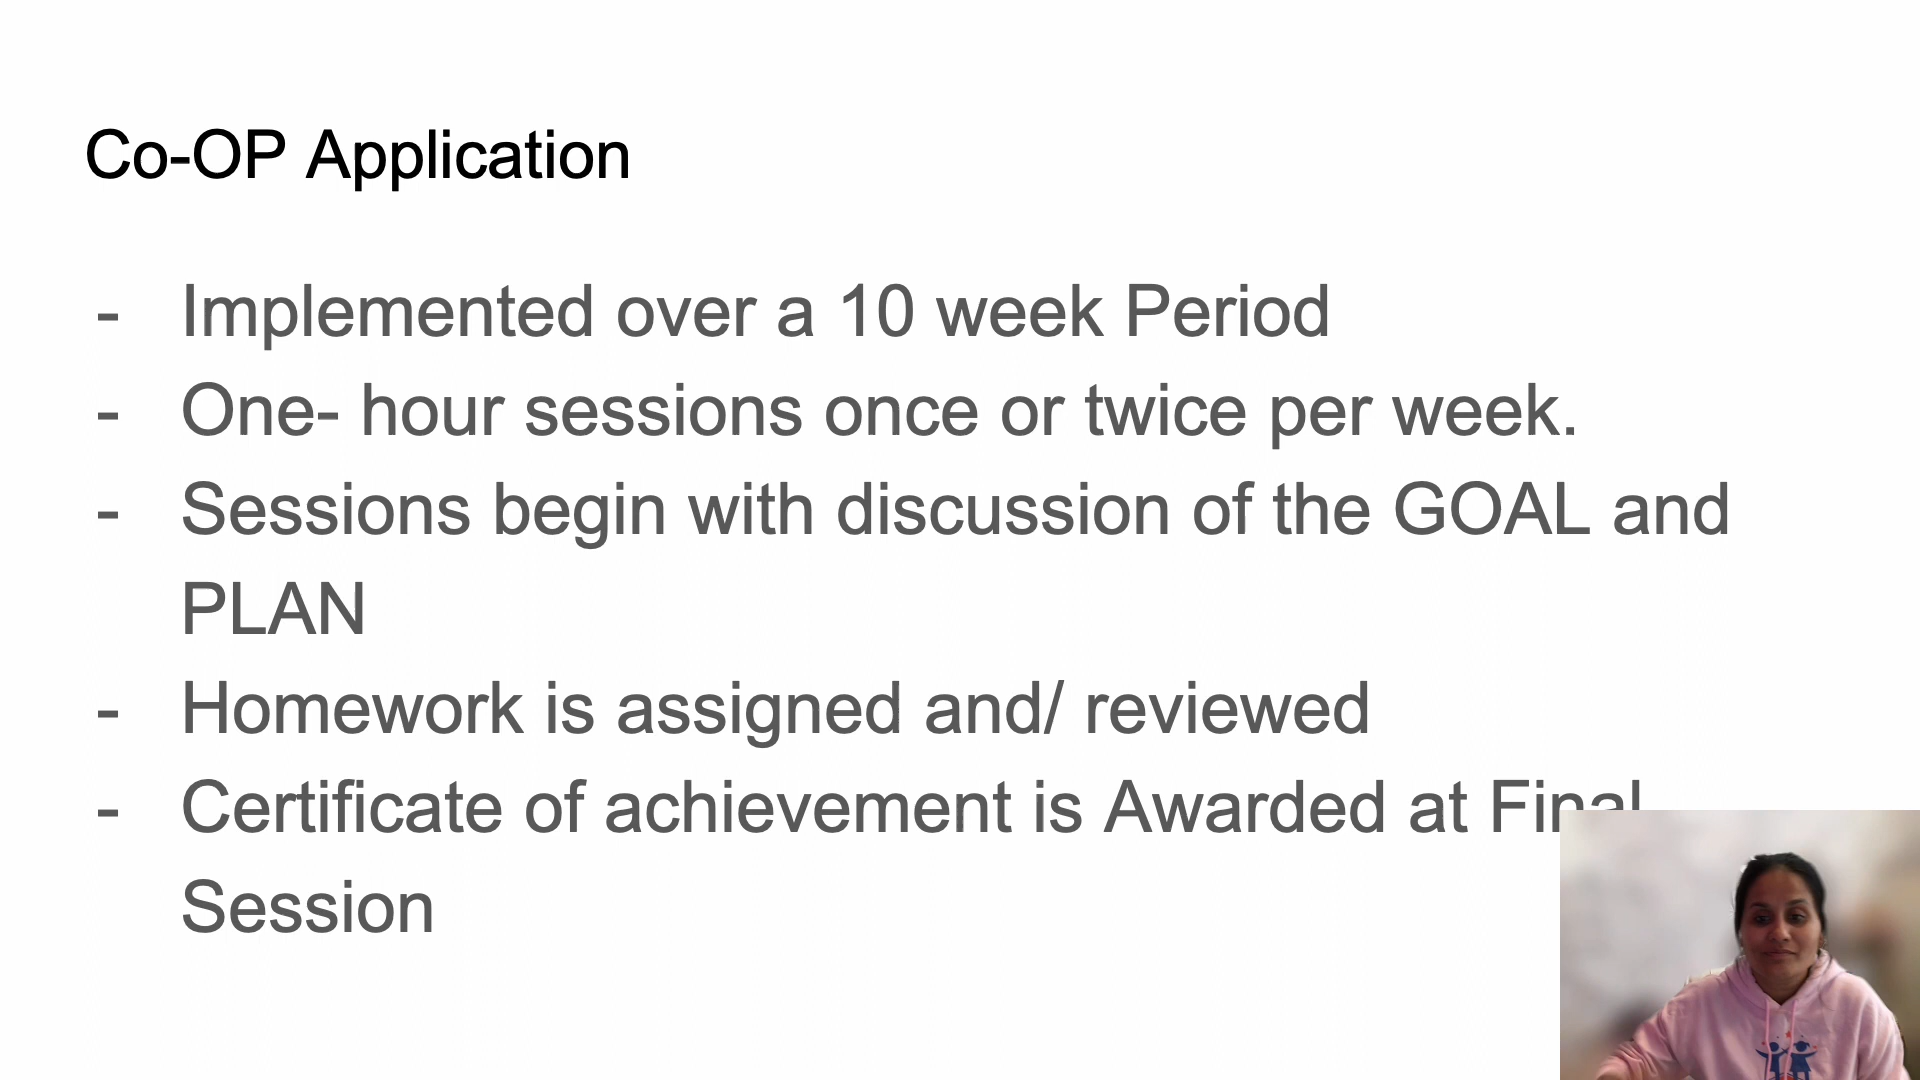 Co-OP Application
- Implemented over a 10 week Period
- One- hour sessions once or twice per week.
- Sessions begin with discussion of the GOAL and
PLAN
- Homework is assigned and/ reviewed
- Certificate of achievement is Awarded at Final
Session